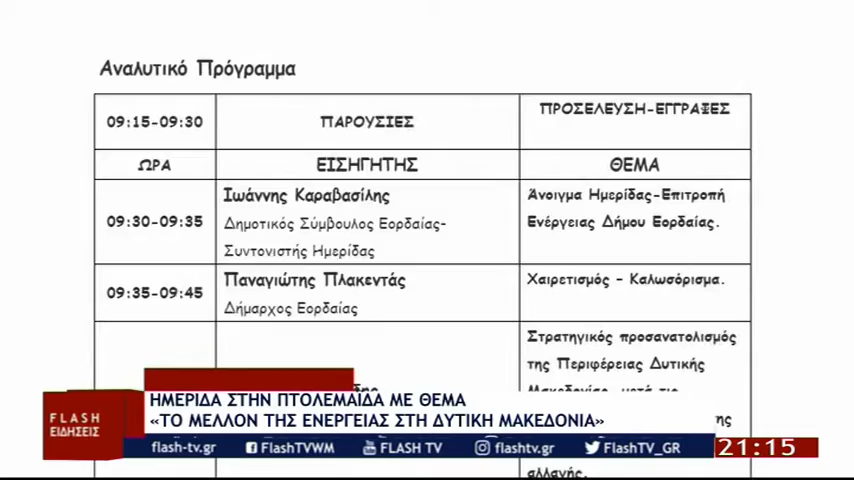 Αναλυτικό Πρόγραμμα
09:15-09:30 ΠΑΡΟΥΣΙΕΣ ΠΡΟΣΕΛΕΥΣΗ-ΕΓΓΡΑΦΕΣ
ΩΡΑ ΕΙΣΗΓΗΤΗΣ ΘΕΜΑ
09:30-09:35
Ιωάννης Καραβασίλης
Δημοτικός Σύμβουλος Εορδαίας-
Συντονιστής Ημερίδας
Άνοιγμα Ημερίδας-Επιτροπή
Ενέργειας Δήμου Εορδαίας.
09:35-09:45
Παναγιώτης Πλακεντάς
Δήμαρχος Εορδαίας
Χαιρετισμός - Καλωσόρισμα.
Στρατηγικός προσανατολισμός
της Περιφέρειας Δυτικής
αλλαγής.
FLASH
ΕΙΔΗΣΕΙΣ
ΗΜΕΡΙΔΑ ΣΤΗΝ ΠΤΟΛΕΜΑΪΔΑ ΜΕ ΘΕΜΑ
«ΤΟ ΜΕΛΛΟΝ ΤΗΣ ΕΝΕΡΓΕΙΑΣ ΣΤΗ ΔΥΤΙΚΗ ΜΑΚΕΔΟΝΙΑ»
flash-tv.gr FlashTVWM FLASH TV flashtv.gr FlashTV_GR
21:15